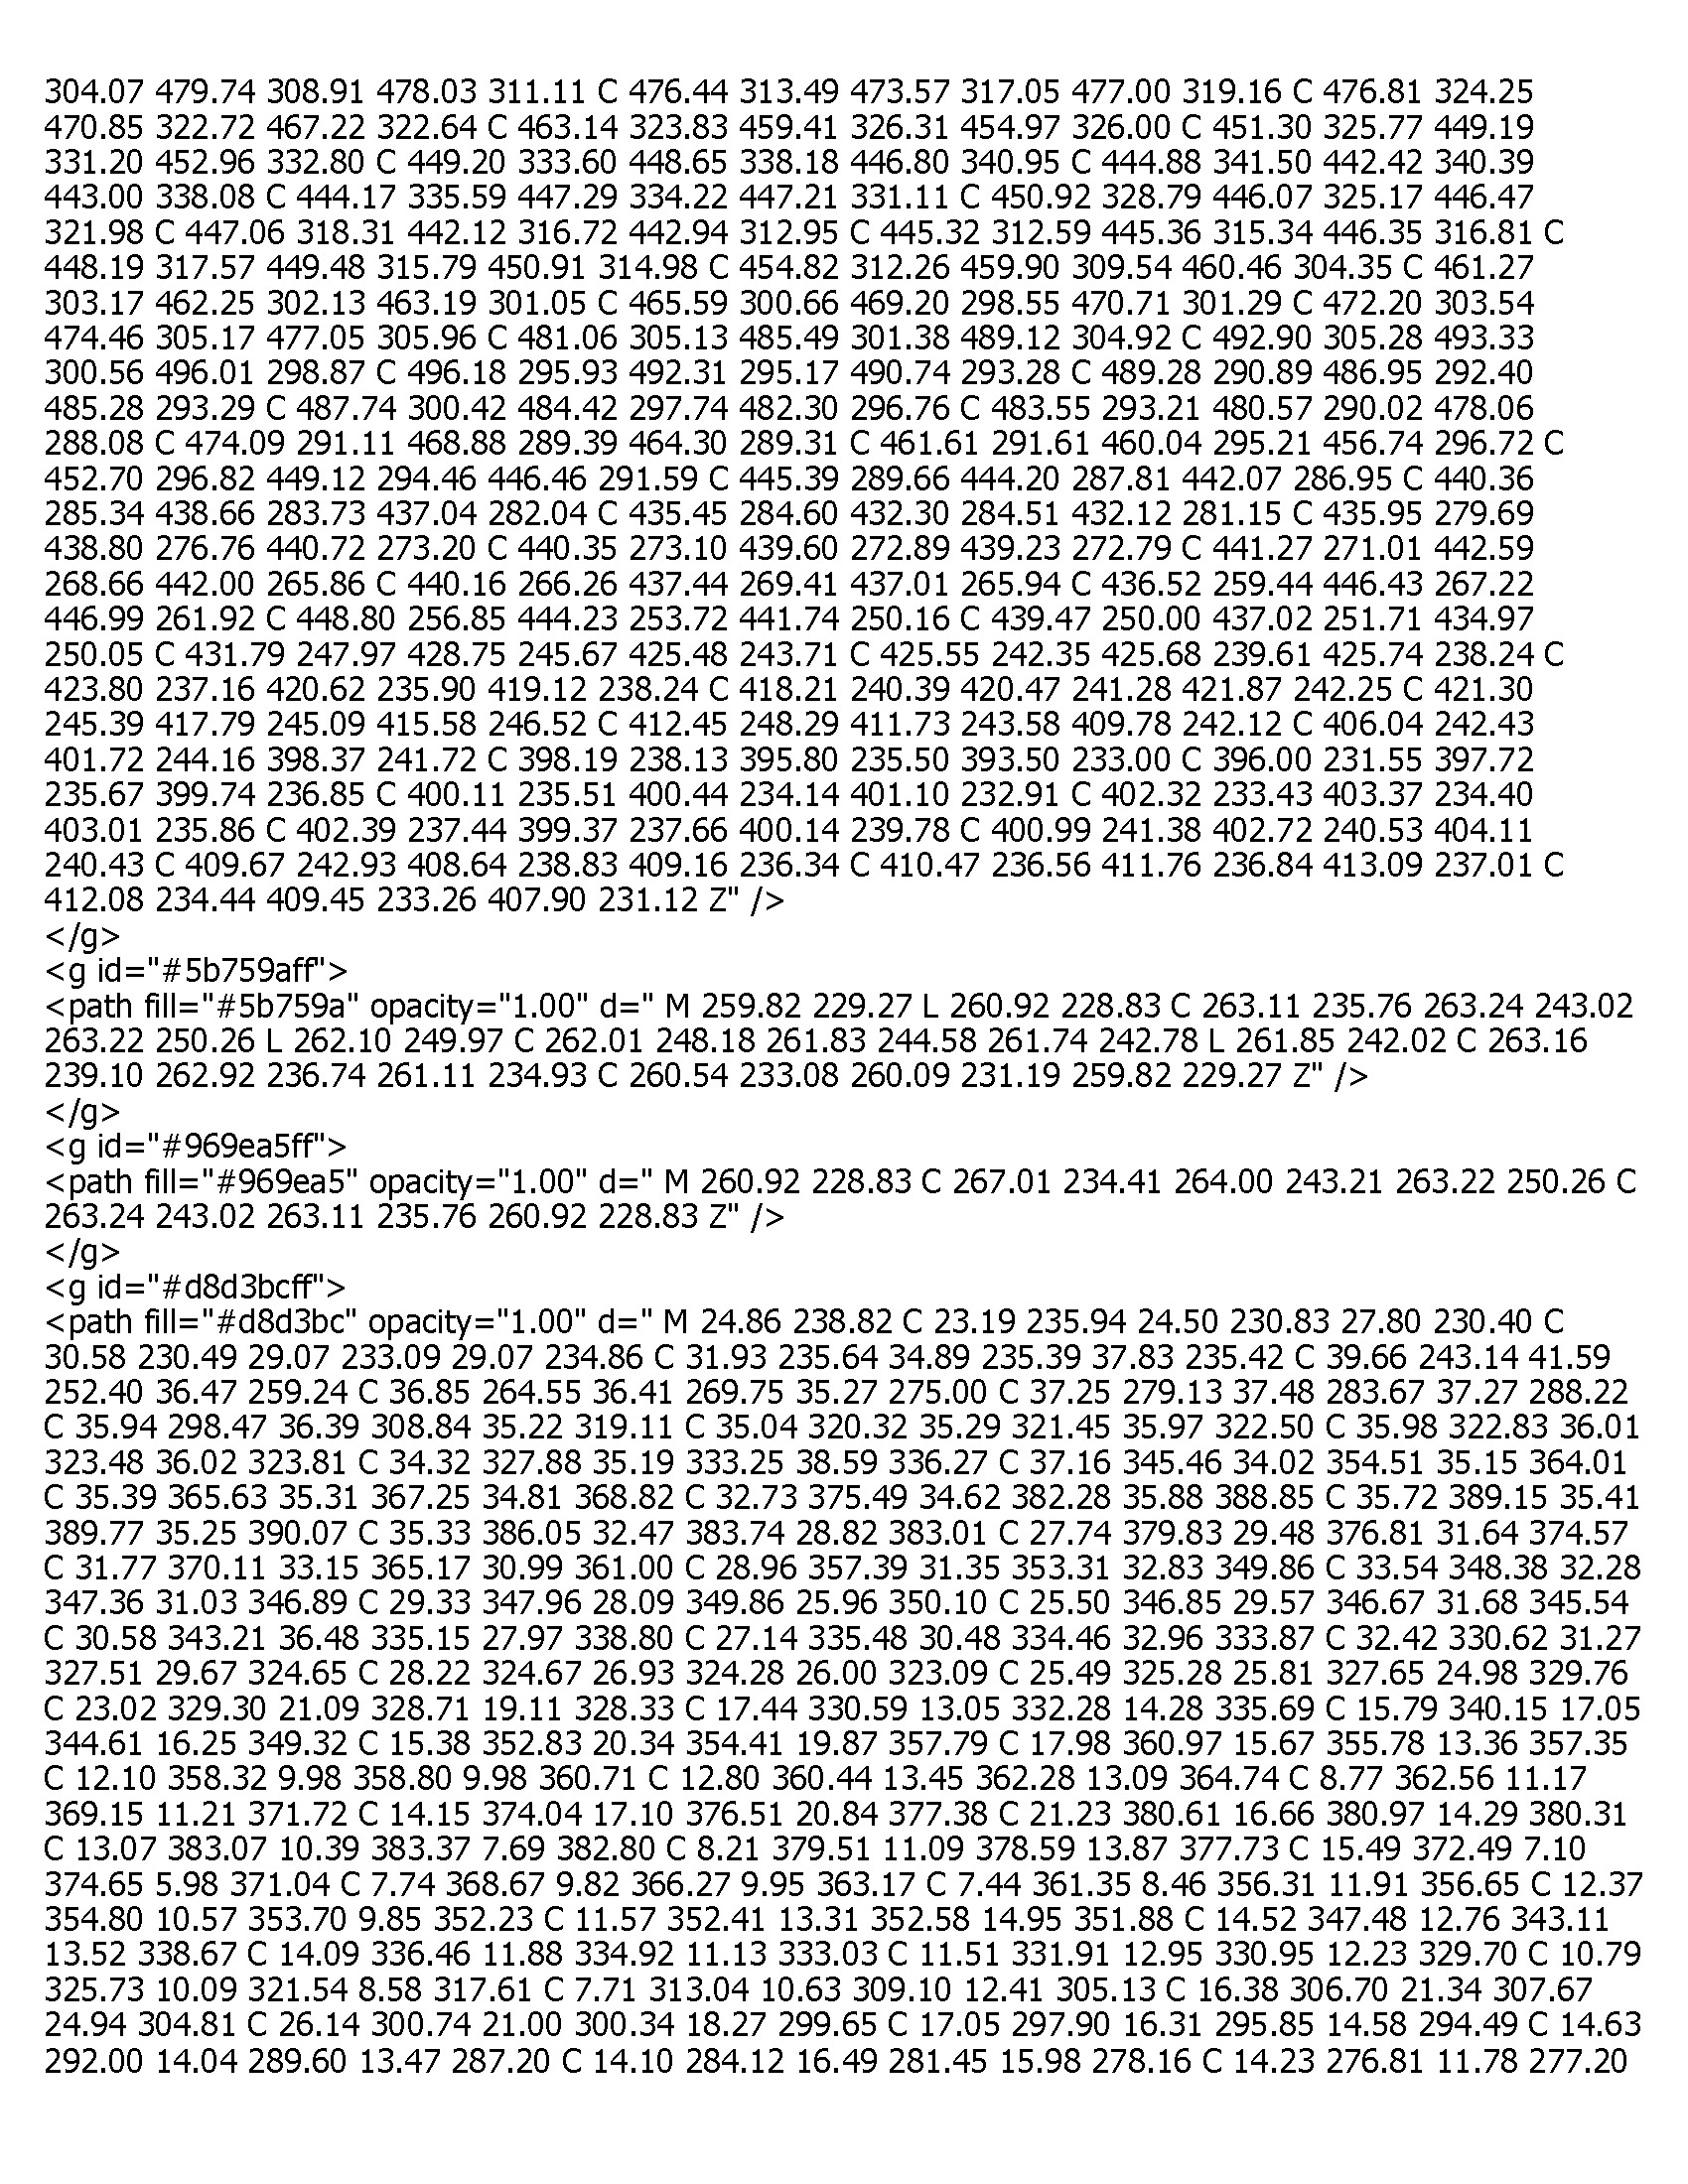 304.07 479.74 308.91 478.03 311.11 C 476.44 313.49 473.57 317.05 477.00 319.16 C 476.81 324.25
470.85 322.72 467.22 322.64 C 463.14 323.83 459.41 326.31 454.97 326.00 C 451.30 325.77 449.19
331.20 452.96 332.80 C 449.20 333.60 448.65 338.18 446.80 340.95 C 444.88 341.50 442.42 340.39
443.00 338.08 C 444.17 335.59 447.29 334.22 447.21 331.11 C 450.92 328.79 446.07 325.17 446.47
321.98 C 447.06 318.31 442.12 316.72 442.94 312.95 C 445.32 312.59 445.36 315.34 446.35 316.81 C
448.19 317.57 449.48 315.79 450.91 314.98 C 454.82 312.26 459.90 309.54 460.46 304.35 C 461.27
303.17 462.25 302.13 463.19 301.05 C 465.59 300.66 469.20 298.55 470.71 301.29 C 472.20 303.54
474.46 305.17 477.05 305.96 C 481.06 305.13 485.49 301.38 489.12 304.92 C 492.90 305.28 493.33
300.56 496.01 298.87 C 496.18 295.93 492.31 295.17 490.74 293.28 C 489.28 290.89 486.95 292.40
485.28 293.29 C 487.74 300.42 484.42 297.74 482.30 296.76 C 483.55 293.21 480.57 290.02 478.06
288.08 C 474.09 291.11 468.88 289.39 464.30 289.31 C 461.61 291.61 460.04 295.21 456.74 296.72 C
452.70 296.82 449.12 294.46 446.46 291.59 C 445.39 289.66 444.20 287.81 442.07 286.95 C 440.36
285.34 438.66 283.73 437.04 282.04 C 435.45 284.60 432.30 284.51 432.12 281.15 C 435.95 279.69
438.80 276.76 440.72 273.20 C 440.35 273.10 439.60 272.89 439.23 272.79 C 441.27 271.01 442.59
268.66 442.00 265.86 C 440.16 266.26 437.44 269.41 437.01 265.94 C 436.52 259.44 446.43 267.22
446.99 261.92 C 448.80 256.85 444.23 253.72 441.74 250.16 C 439.47 250.00 437.02 251.71 434.97
250.05 C 431.79 247.97 428.75 245.67 425.48 243.71 C 425.55 242.35 425.68 239.61 425.74 238.24 C
423.80 237.16 420.62 235.90 419.12 238.24 C 418.21 240.39 420.47 241.28 421.87 242.25 C 421.30
245.39 417.79 245.09 415.58 246.52 C 412.45 248.29 411.73 243.58 409.78 242.12 C 406.04 242.43
401.72 244.16 398.37 241.72 C 398.19 238.13 395.80 235.50 393.50 233.00 C 396.00 231.55 397.72
235.67 399.74 236.85 C 400.11 235.51 400.44 234.14 401.10 232.91 C 402.32 233.43 403.37 234.40
403.01 235.86 C 402.39 237.44 399.37 237.66 400.14 239.78 C 400.99 241.38 402.72 240.53 404.11
240.43 C 409.67 242.93 408.64 238.83 409.16 236.34 C 410.47 236.56 411.76 236.84 413.09 237.01 C
412.08 234.44 409.45 233.26 407.90 231.12 Z" />
</g>
<g id="#5b759aff">
<path fill="#5b759a" opacity="1.00" d=" M 259.82 229.27 L 260.92 228.83 C 263.11 235.76 263.24 243.02
263.22 250.26 L 262.10 249.97 C 262.01 248.18 261.83 244.58 261.74 242.78 L 261.85 242.02 C 263.16
239.10 262.92 236.74 261.11 234.93 C 260.54 233.08 260.09 231.19 259.82 229.27 Z" />
</g>
<g id="#969ea5ff">
<path fill="#969ea5" opacity="1.00" d=" M 260.92 228.83 C 267.01 234.41 264.00 243.21 263.22 250.26 C
263.24 243.02 263.11 235.76 260.92 228.83 Z" />
</g>
<g id="#d8d3bcff">
<path fill="#d8d3bc" opacity="1.00" d=" M 24.86 238.82 C 23.19 235.94 24.50 230.83 27.80 230.40 C
30.58 230.49 29.07 233.09 29.07 234.86 C 31.93 235.64 34.89 235.39 37.83 235.42 C 39.66 243.14 41.59
252.40 36.47 259.24 C 36.85 264.55 36.41 269.75 35.27 275.00 C 37.25 279.13 37.48 283.67 37.27 288.22
C 35.94 298.47 36.39 308.84 35.22 319.11 C 35.04 320.32 35.29 321.45 35.97 322.50 C 35.98 322.83 36.01
323.48 36.02 323.81 C 34.32 327.88 35.19 333.25 38.59 336.27 C 37.16 345.46 34.02 354.51 35.15 364.01
C 35.39 365.63 35.31 367.25 34.81 368.82 C 32.73 375.49 34.62 382.28 35.88 388.85 C 35.72 389.15 35.41
389.77 35.25 390.07 C 35.33 386.05 32.47 383.74 28.82 383.01 C 27.74 379.83 29.48 376.81 31.64 374.57
C 31.77 370.11 33.15 365.17 30.99 361.00 C 28.96 357.39 31.35 353.31 32.83 349.86 C 33.54 348.38 32.28
347.36 31.03 346.89 C 29.33 347.96 28.09 349.86 25.96 350.10 C 25.50 346.85 29.57 346.67 31.68 345.54
C 30.58 343.21 36.48 335.15 27.97 338.80 C 27.14 335.48 30.48 334.46 32.96 333.87 C 32.42 330.62 31.27
327.51 29.67 324.65 C 28.22 324.67 26.93 324.28 26.00 323.09 C 25.49 325.28 25.81 327.65 24.98 329.76
C 23.02 329.30 21.09 328.71 19.11 328.33 C 17.44 330.59 13.05 332.28 14.28 335.69 C 15.79 340.15 17.05
344.61 16.25 349.32 C 15.38 352.83 20.34 354.41 19.87 357.79 C 17.98 360.97 15.67 355.78 13.36 357.35
C 12.10 358.32 9.98 358.80 9.98 360.71 C 12.80 360.44 13.45 362.28 13.09 364.74 C 8.77 362.56 11.17
369.15 11.21 371.72 C 14.15 374.04 17.10 376.51 20.84 377.38 C 21.23 380.61 16.66 380.97 14.29 380.31
C 13.07 383.07 10.39 383.37 7.69 382.80 C 8.21 379.51 11.09 378.59 13.87 377.73 C 15.49 372.49 7.10
374.65 5.98 371.04 C 7.74 368.67 9.82 366.27 9.95 363.17 C 7.44 361.35 8.46 356.31 11.91 356.65 C 12.37
354.80 10.57 353.70 9.85 352.23 C 11.57 352.41 13.31 352.58 14.95 351.88 C 14.52 347.48 12.76 343.11
13.52 338.67 C 14.09 336.46 11.88 334.92 11.13 333.03 C 11.51 331.91 12.95 330.95 12.23 329.70 C 10.79
325.73 10.09 321.54 8.58 317.61 C 7.71 313.04 10.63 309.10 12.41 305.13 C 16.38 306.70 21.34 307.67
24.94 304.81 C 26.14 300.74 21.00 300.34 18.27 299.65 C 17.05 297.90 16.31 295.85 14.58 294.49 C 14.63
292.00 14.04 289.60 13.47 287.20 C 14.10 284.12 16.49 281.45 15.98 278.16 C 14.23 276.81 11.78 277.20